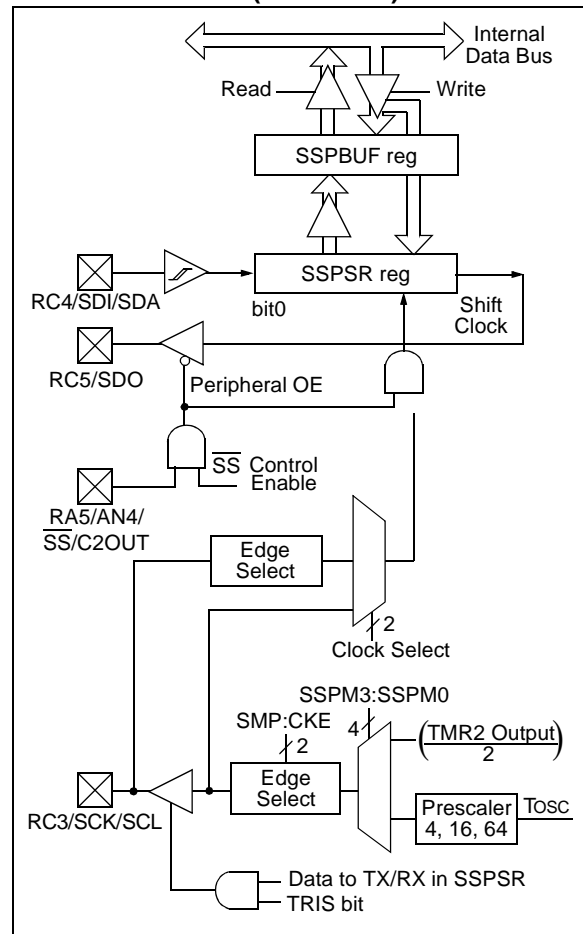 Internal
Data Bus
Read
Write
SSPBUF reg
SSPSR reg
RC4/SDI/SDA
bit0
Shift
Clock
RC5/SDO
Peripheral OE
SS Control
Enable
RA5/AN4/
SS/C2OUT
Edge
Select
2
Clock Select
SSPM3:SSPM0
SMP:CKE
4
2
(TMR2 Output
2)
Edge
Select
Prescaler
4, 16, 64
TOSC
RC3/SCK/SCL
Data to TX/RX in SSPSR
TRIS bit